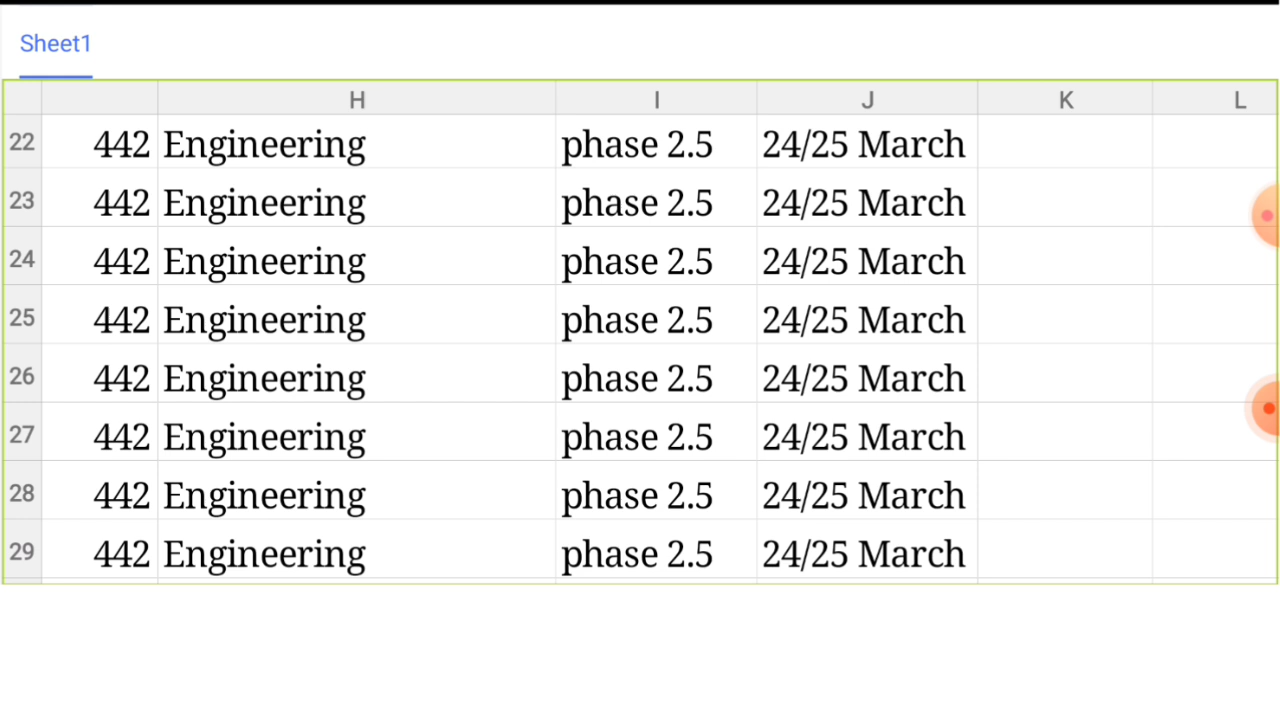 Sheet1
H I J K L
22 442 Engineering phase 2.5 24/25 March
23 442 Engineering phase 2.5 24/25 March
24 442 Engineering phase 2.5 24/25 March
25 442 Engineering phase 2.5 24/25 March
26 442 Engineering phase 2.5 24/25 March
27 442 Engineering phase 2.5 24/25 March
28 442 Engineering phase 2.5 24/25 March
29 442 Engineering phase 2.5 24/25 March